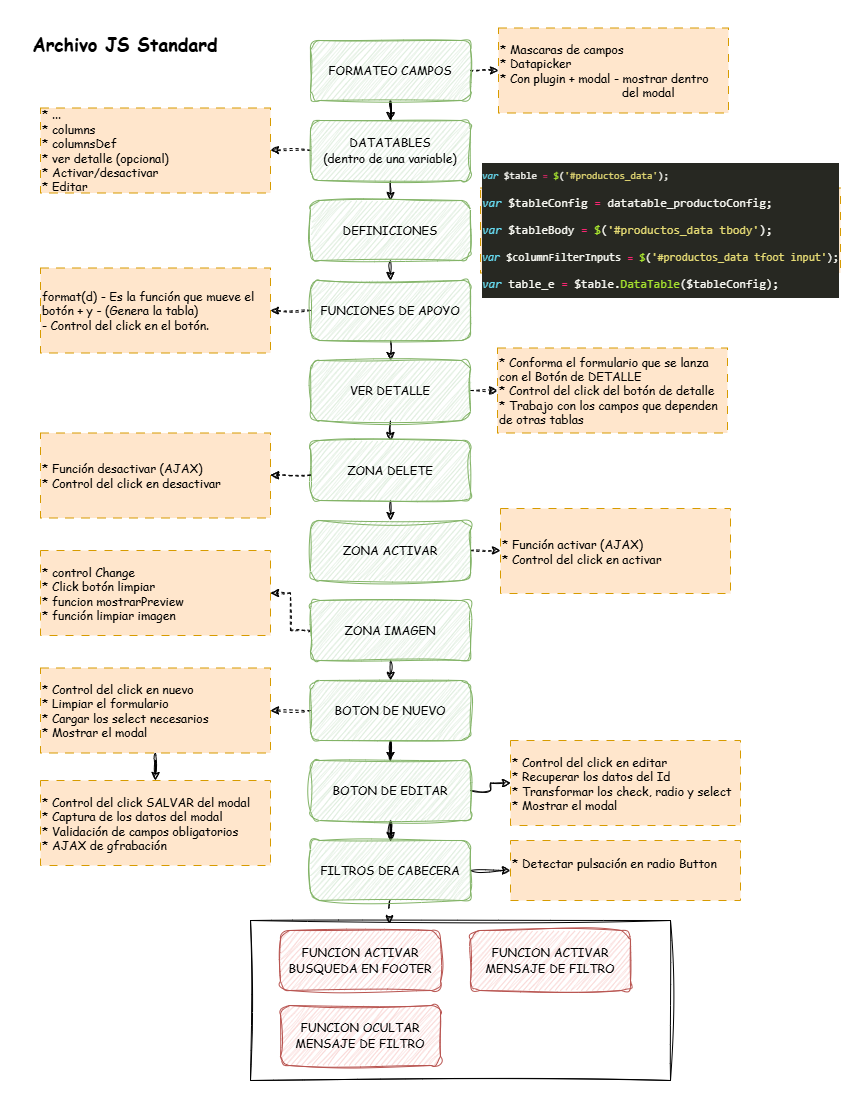 Archivo JS Standard
FORMATEO CAMPOS
* Mascaras de campos
* Datapicker
* Con plugin + modal - mostrar dentro
del modal
* ...
* columns
* columnsDef
* ver detalle (opcional)
* Activar/desactivar
* Editar
DATATABLES
(dentro de una variable)
var $table = $('#productos_data');
var $tableConfig = datatable_productoConfig;
var $tableBody = $('#productos_data tbody');
var $columnFilterInputs = $('#productos_data tfoot input');
var table_e = $table.DataTable($tableConfig);
DEFINICIONES
format(d) - Es la función que mueve el
botón + y - (Genera la tabla)
- Control del click en el botón.
FUNCIONES DE APOYO
VER DETALLE
* Conforma el formulario que se lanza
con el Botón de DETALLE
* Control del click del botón de detalle
* Trabajo con los campos que dependen
de otras tablas
* Función desactivar (AJAX)
* Control del click en desactivar
ZONA DELETE
ZONA ACTIVAR
* Función activar (AJAX)
* Control del click en activar
* control Change
* Click botón limpiar
* funcion mostrarPreview
* función limpiar imagen
ZONA IMAGEN
* Control del click en nuevo
* Limpiar el formulario
* Cargar los select necesarios
* Mostrar el modal
BOTON DE NUEVO
BOTON DE EDITAR
* Control del click en editar
* Recuperar los datos del Id
* Transformar los check, radio y select
* Mostrar el modal
* Control del click SALVAR del modal
* Captura de los datos del modal
* Validación de campos obligatorios
* AJAX de gfrabación
FILTROS DE CABECERA
* Detectar pulsación en radio Button
FUNCION ACTIVAR
BUSQUEDA EN FOOTER
FUNCION ACTIVAR
MENSAJE DE FILTRO
FUNCION OCULTAR
MENSAJE DE FILTRO